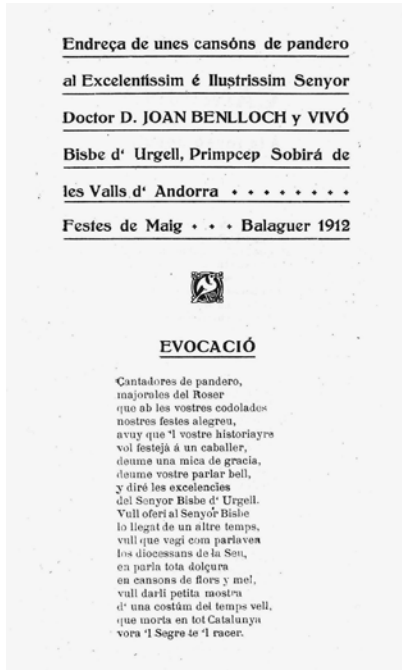 Endreça de unes cansóns de pandero
al Excelentíssim é Ilustrissim Senyor
Doctor D. JOAN BENLLOCH y VIVÓ
Bisbe d' Urgell, Primpcep Sobirá de
les Valls d' Andorra
Festes de Maig Balaguer 1912
EVOCACIÓ
Cantadores de pandero,
majorales del Roser
que ab les vostres codolades
nostres festes alegreu,
avuy que 'l vostre historiayre
vol festejá á un caballer,
deume una mica de gracia,
deume vostre parlar bell,
y diré les excelencies
del Senyor Bisbe d' Urgell.
Vull oferí al Senyor Bisbe
lo llegat de un altre temps,
vull que vegi com parlaven
los diocessans de la Seu,
en parla tota dolçura
en cansons de flors y mel,
vull darli petita mostra
d' una costúm del temps vell,
que morta en tot Catalunya
vora 'l Segre te 'l racer.